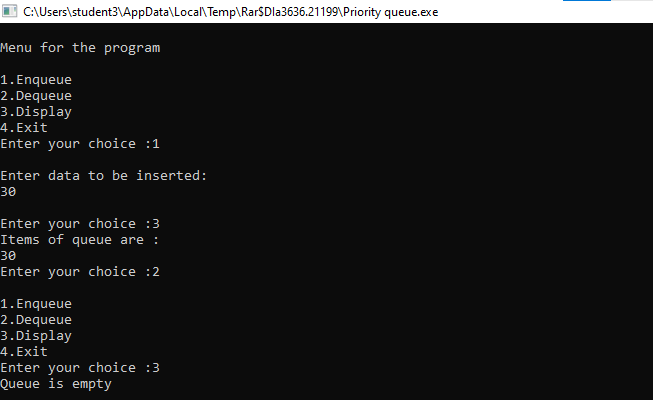 C:\Users\student3\AppData\Local\Temp\Rar$DIa3636.21199\Priority queue.exe
Menu for the program
1.Enqueue
2.Dequeue
3.Display
4.Exit
Enter your choice :1
Enter data to be inserted:
30
Enter your choice :3
Items of queue are :
30
Enter your choice :2
1.Enqueue
2.Dequeue
3.Display
4.Exit
Enter your choice :3
Queue is empty